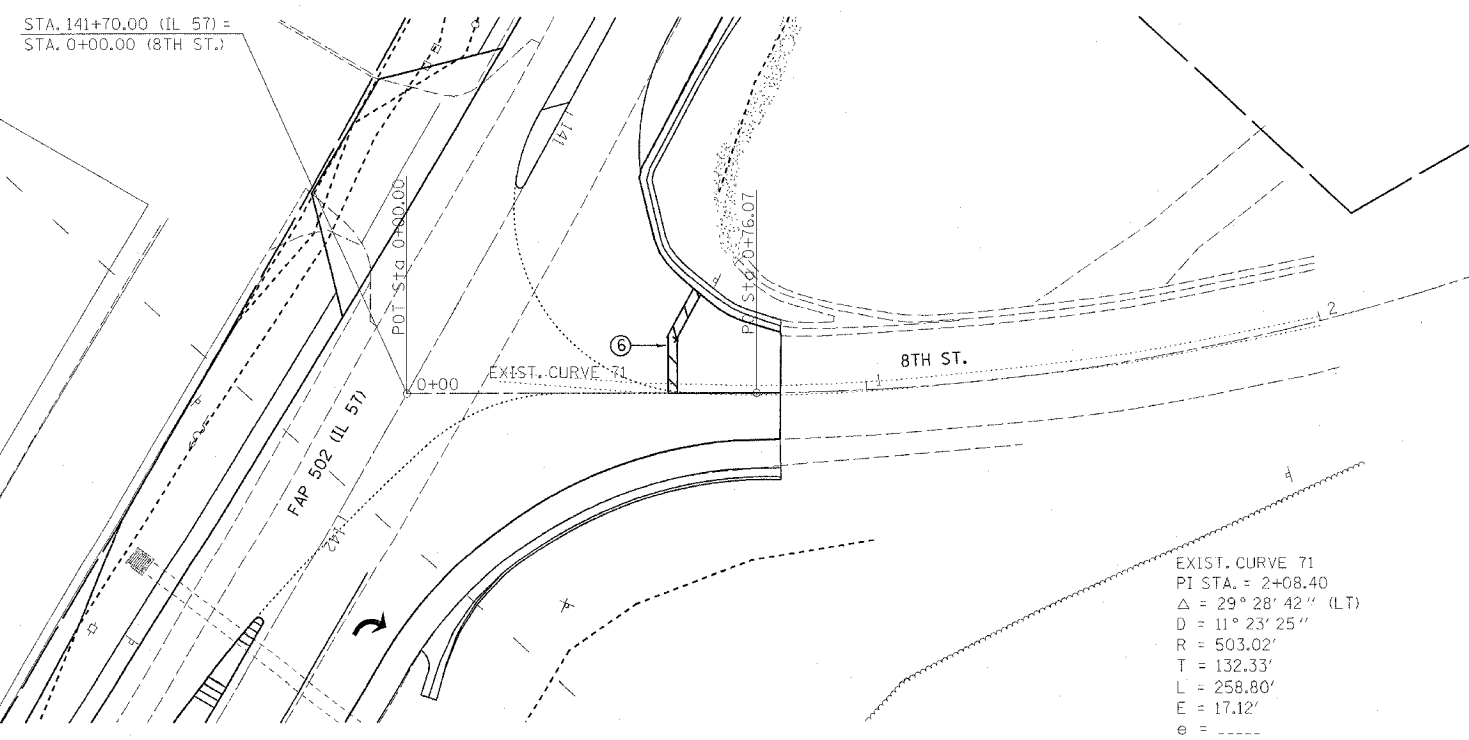 STA. 141+70.00 (IL 57) =
STA. 0+00.00 (8TH ST.)
141
POT Sta 0+00.00
POT Sta 0+76.07
6
EXIST. CURVE 71
0+00
1
8TH ST.
2
FAP 502 (IL 57)
142
EXIST. CURVE 71
PI STA. = 2+08.40
Δ = 29° 28' 42" (LT)
D = 11° 23' 25"
R = 503.02'
T = 132.33'
L = 258.80'
E = 17.12'
e = -----